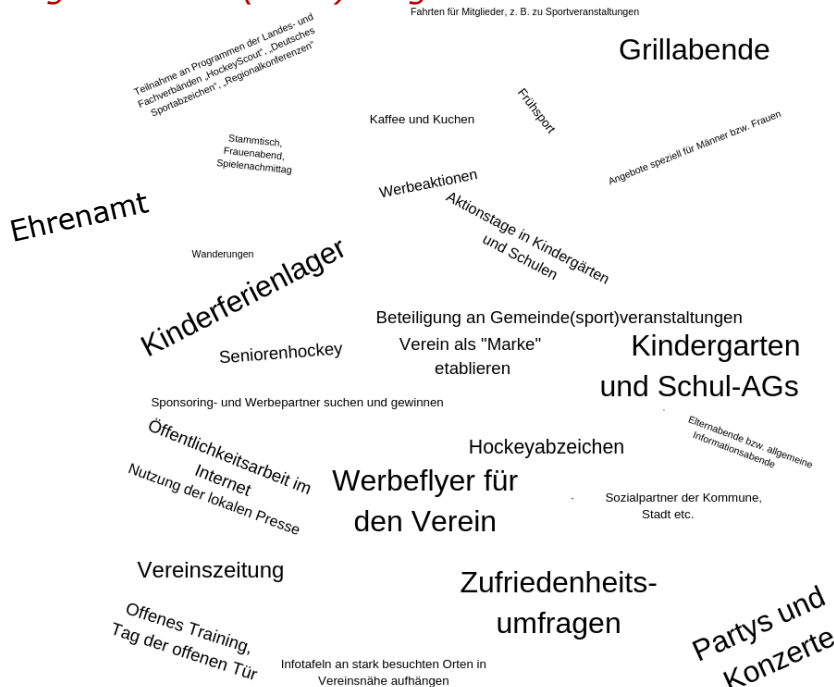 Fahrten für Mitglieder, z. B. zu Sportveranstaltungen
Teilnahme an Programmen der Landes- und
Fachverbänden „HockeyScout“, „Deutsches
Sportabzeichen“, „Regionalkonferenzen“
Grillabende
Frühsport
Kaffee und Kuchen
Stammtisch,
Frauenabend,
Spielenachmittag
Angebote speziell für Männer bzw. Frauen
Werbeaktionen
Ehrenamt
Aktionstage in Kindergärten
und Schulen
Wanderungen
Kinderferienlager
Beteiligung an Gemeinde(sport)veranstaltungen
Seniorenhockey
Verein als "Marke"
etablieren
Kindergarten
und Schul-AGs
Sponsoring- und Werbepartner suchen und gewinnen
Elternabende bzw. allgemeine
Informationsabende
Öffentlichkeitsarbeit im
Internet
Hockeyabzeichen
Nutzung der lokalen Presse
Werbeflyer für
den Verein
Sozialpartner der Kommune,
Stadt etc.
Vereinszeitung
Zufriedenheits-
umfragen
Offenes Training,
Tag der offenen Tür
Partys und
Konzerte
Infotafeln an stark besuchten Orten in
Vereinsnähe aufhängen